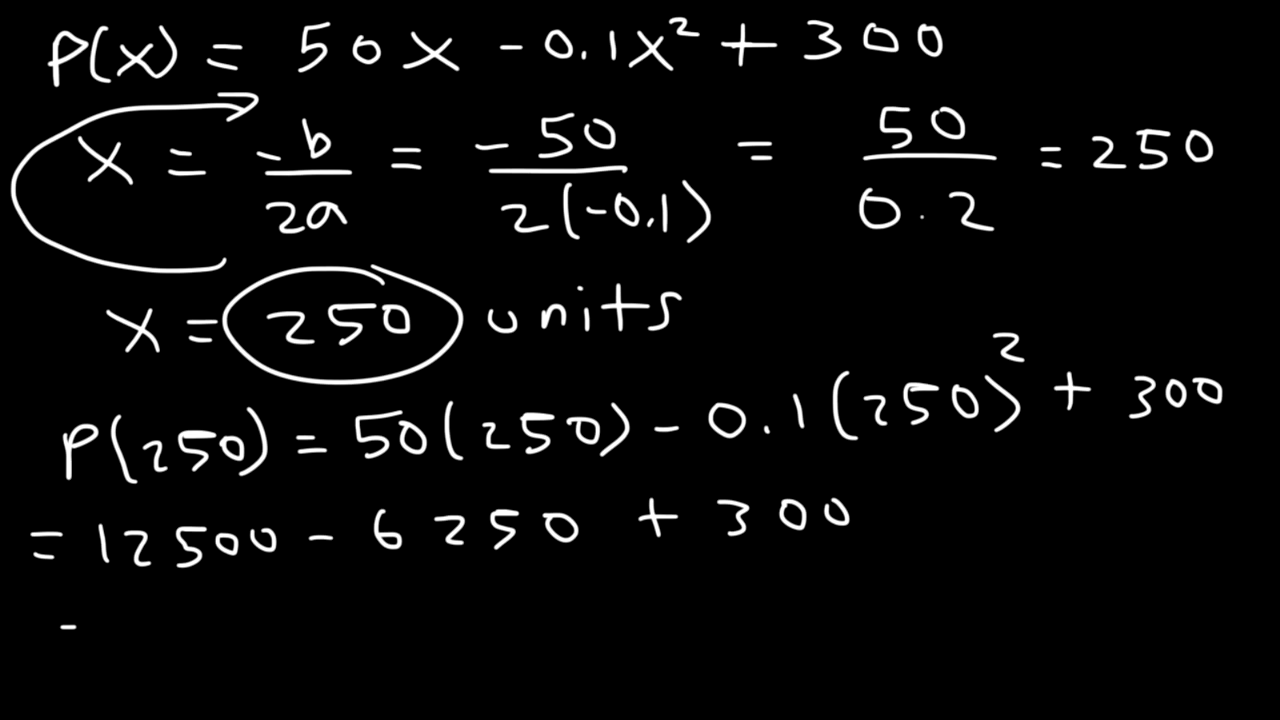 P(x) = 50x - 0.1x² + 300
x = -b/2a = -50/2(-0.1) = 50/0.2 = 250
x = 250 units
P(250) = 50(250) - 0.1(250)² + 300
= 12500 - 6250 + 300
-